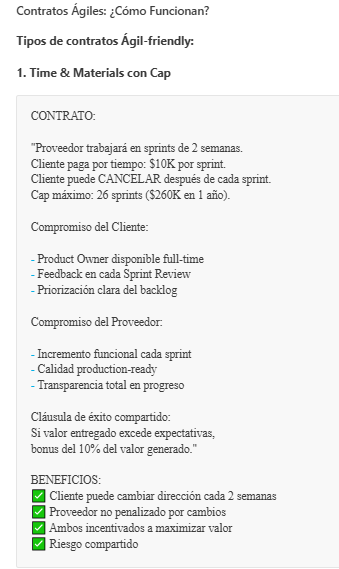 Contratos Ágiles: ¿Cómo Funcionan?
Tipos de contratos Ágil-friendly:
1. Time & Materials con Cap
CONTRATO:
"Proveedor trabajará en sprints de 2 semanas.
Cliente paga por tiempo: $10K por sprint.
Cliente puede CANCELAR después de cada sprint.
Cap máximo: 26 sprints ($260K en 1 año).
Compromiso del Cliente:
- Product Owner disponible full-time
- Feedback en cada Sprint Review
- Priorización clara del backlog
Compromiso del Proveedor:
- Incremento funcional cada sprint
- Calidad production-ready
- Transparencia total en progreso
Cláusula de éxito compartido:
Si valor entregado excede expectativas,
bonus del 10% del valor generado."
BENEFICIOS:
✅ Cliente puede cambiar dirección cada 2 semanas
✅ Proveedor no penalizado por cambios
✅ Ambos incentivados a maximizar valor
✅ Riesgo compartido